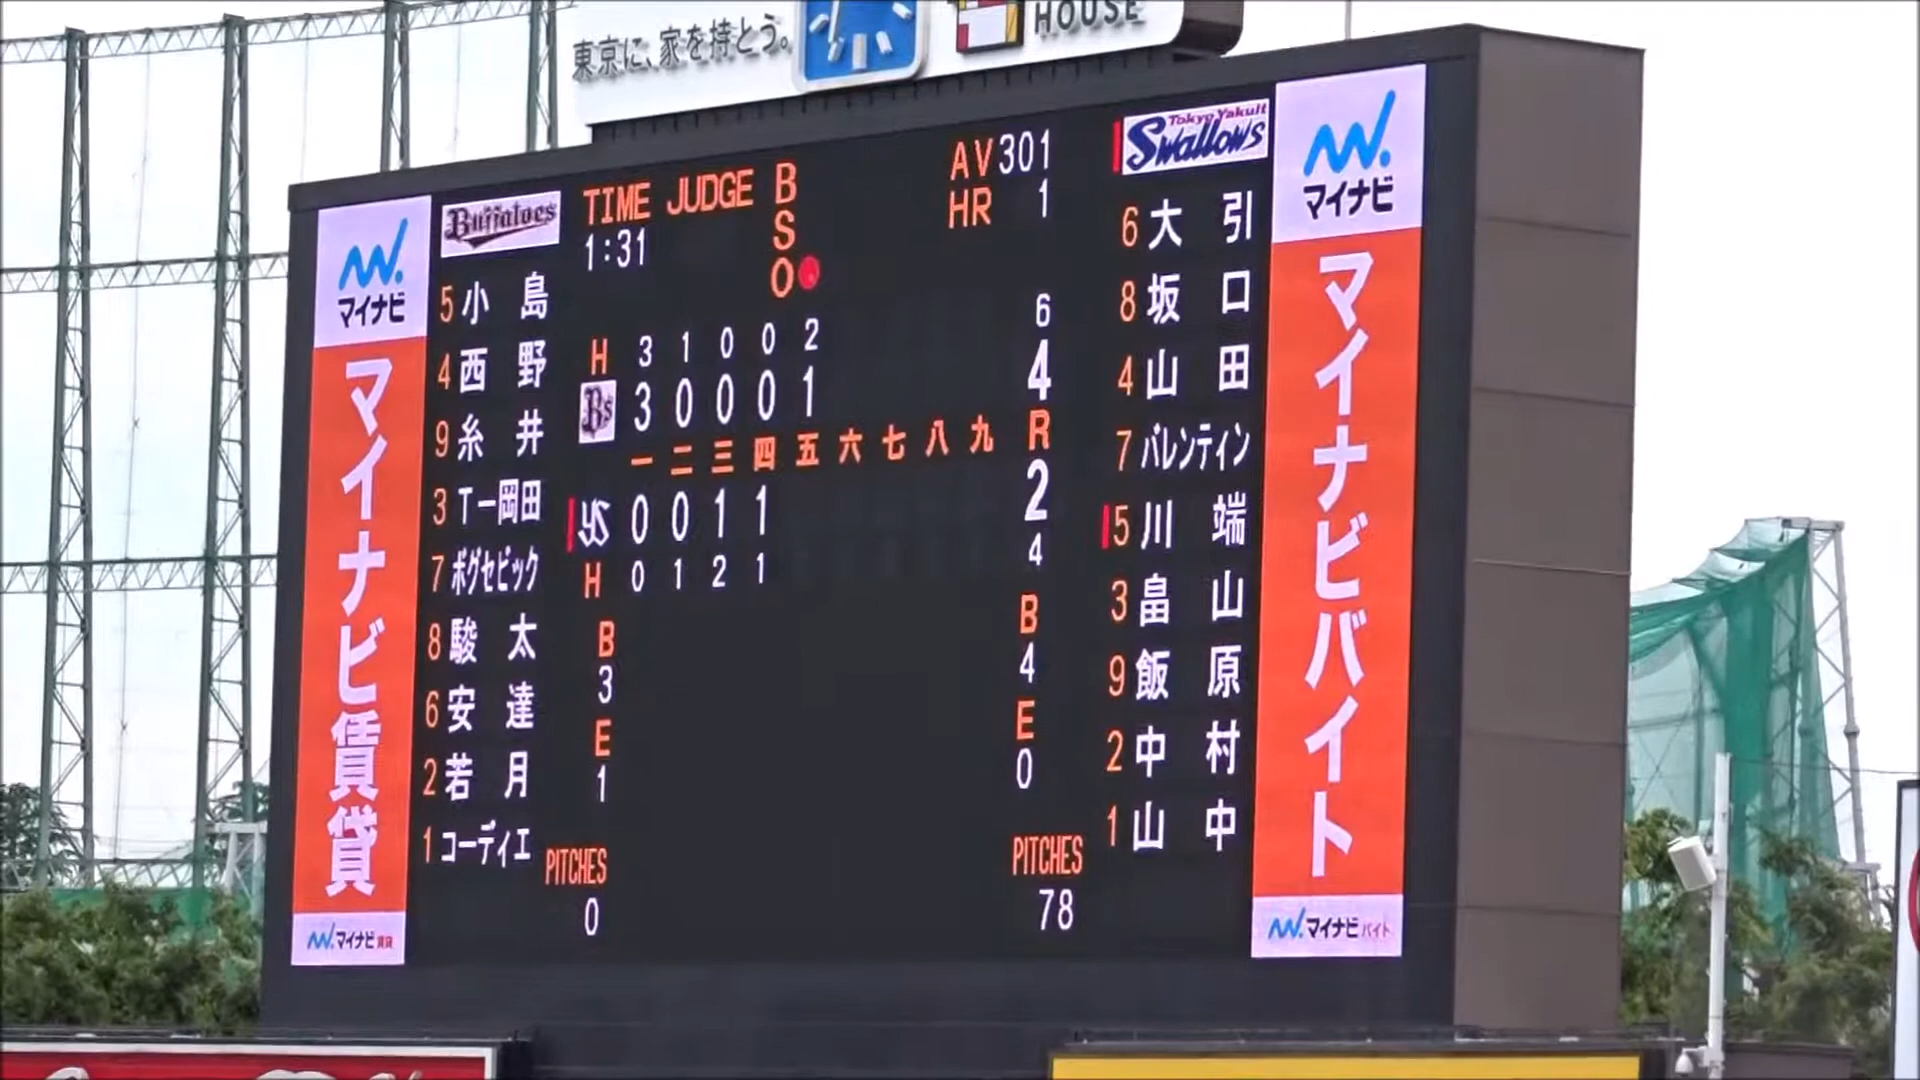 東京に、家を持とう。
HOUSE
マイナビ
マイナビ賃貸
マイナビ賃貸
Buffaloes
5 小島
4 西野
9 糸井
3 T-岡田
7 ボグセビック
8 駿太
6 安達
2 若月
1 コーディエ
TIME JUDGE
1:31
B
S
O
AV 301
HR 1
H 3 1 0 0 2 6
Bs 3 0 0 0 1 4
一 二 三 四 五 六 七 八 九 R
YS 0 0 1 1 2
H 0 1 2 1 4
B
3
E
1
PITCHES
0
B
4
E
0
PITCHES
78
Tokyo Yakult
Swallows
6 大引
8 坂口
4 山田
7 バレンティン
5 川端
3 畠山
9 飯原
2 中村
1 山中
マイナビ
マイナビバイト
マイナビバイト